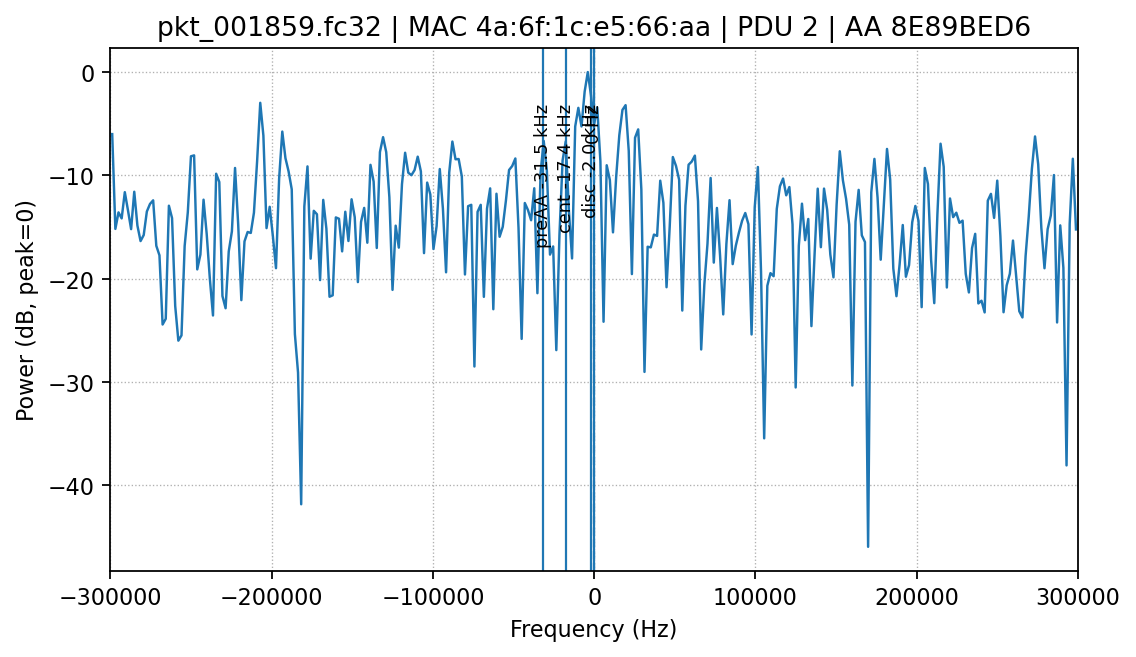 pkt_001859.fc32 | MAC 4a:6f:1c:e5:66:aa | PDU 2 | AA 8E89BED6
Power (dB, peak=0)
0
−10
−20
−30
−40
preAA -31.5 kHz
cent -17.4 kHz
disc -2.0 kHz
−300000
−200000
−100000
0
100000
200000
300000
Frequency (Hz)